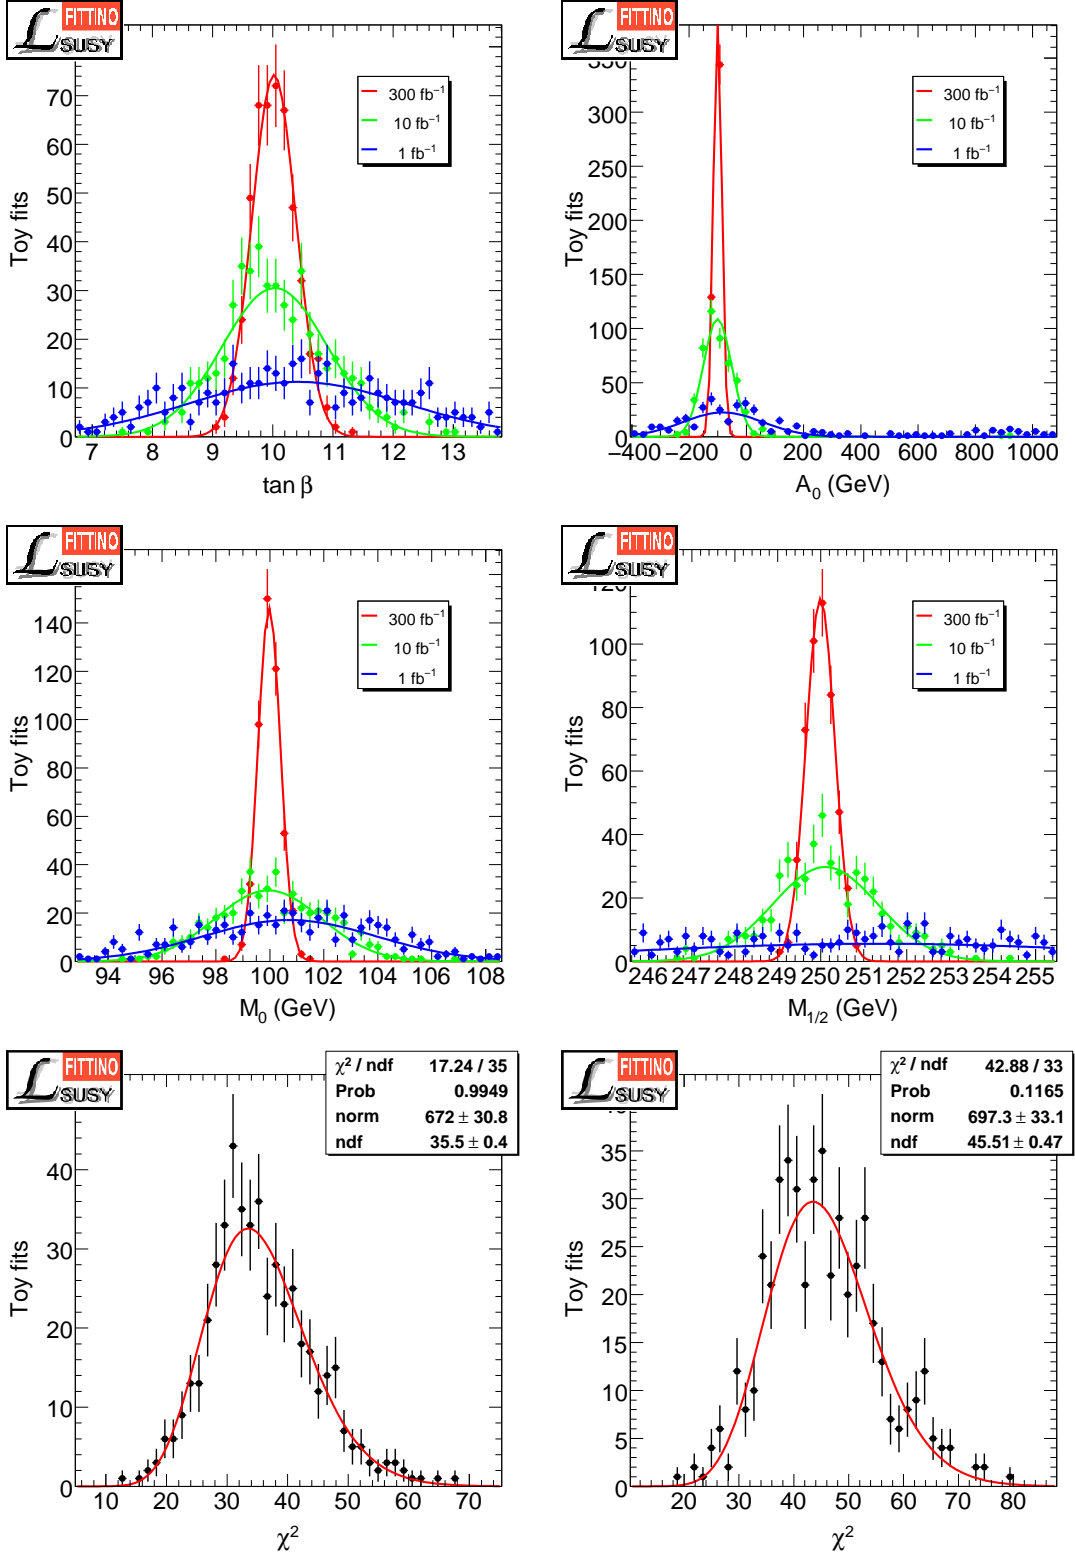 FITTINO
SUSY
300 fb⁻¹
10 fb⁻¹
1 fb⁻¹
Toy fits
70
60
50
40
30
20
10
0
7 8 9 10 11 12 13
tan β
FITTINO
SUSY
300 fb⁻¹
10 fb⁻¹
1 fb⁻¹
Toy fits
350
300
250
200
150
100
50
0
−400 −200 0 200 400 600 800 1000
A₀ (GeV)
FITTINO
SUSY
300 fb⁻¹
10 fb⁻¹
1 fb⁻¹
Toy fits
140
120
100
80
60
40
20
0
94 96 98 100 102 104 106 108
M₀ (GeV)
FITTINO
SUSY
300 fb⁻¹
10 fb⁻¹
1 fb⁻¹
Toy fits
120
100
80
60
40
20
0
246 247 248 249 250 251 252 253 254 255
M₁/₂ (GeV)
FITTINO
SUSY
χ² / ndf 17.24 / 35
Prob 0.9949
norm 672 ± 30.8
ndf 35.5 ± 0.4
Toy fits
40
30
20
10
0
10 20 30 40 50 60 70
χ²
FITTINO
SUSY
χ² / ndf 42.88 / 33
Prob 0.1165
norm 697.3 ± 33.1
ndf 45.51 ± 0.47
Toy fits
40
35
30
25
20
15
10
5
0
20 30 40 50 60 70 80
χ²